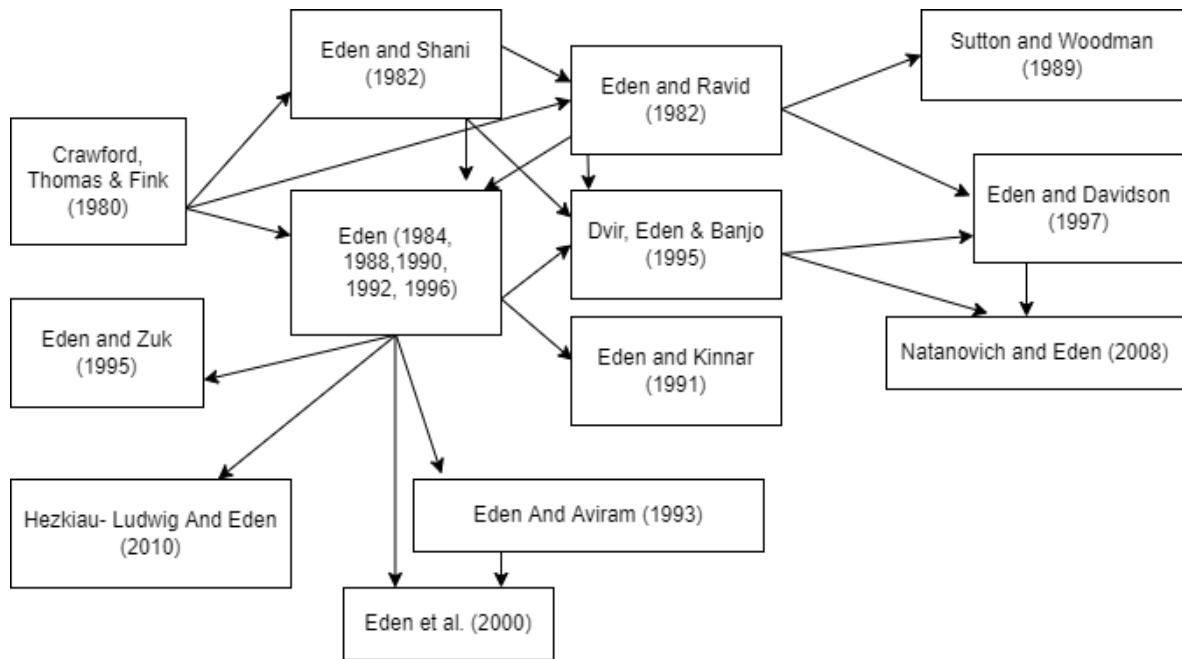 Eden and Shani
(1982)
Sutton and Woodman
(1989)
Eden and Ravid
(1982)
Crawford,
Thomas & Fink
(1980)
Eden and Davidson
(1997)
Eden (1984,
1988,1990,
1992, 1996)
Dvir, Eden & Banjo
(1995)
Eden and Zuk
(1995)
Eden and Kinnar
(1991)
Natanovich and Eden (2008)
Hezkiau- Ludwig And Eden
(2010)
Eden And Aviram (1993)
Eden et al. (2000)